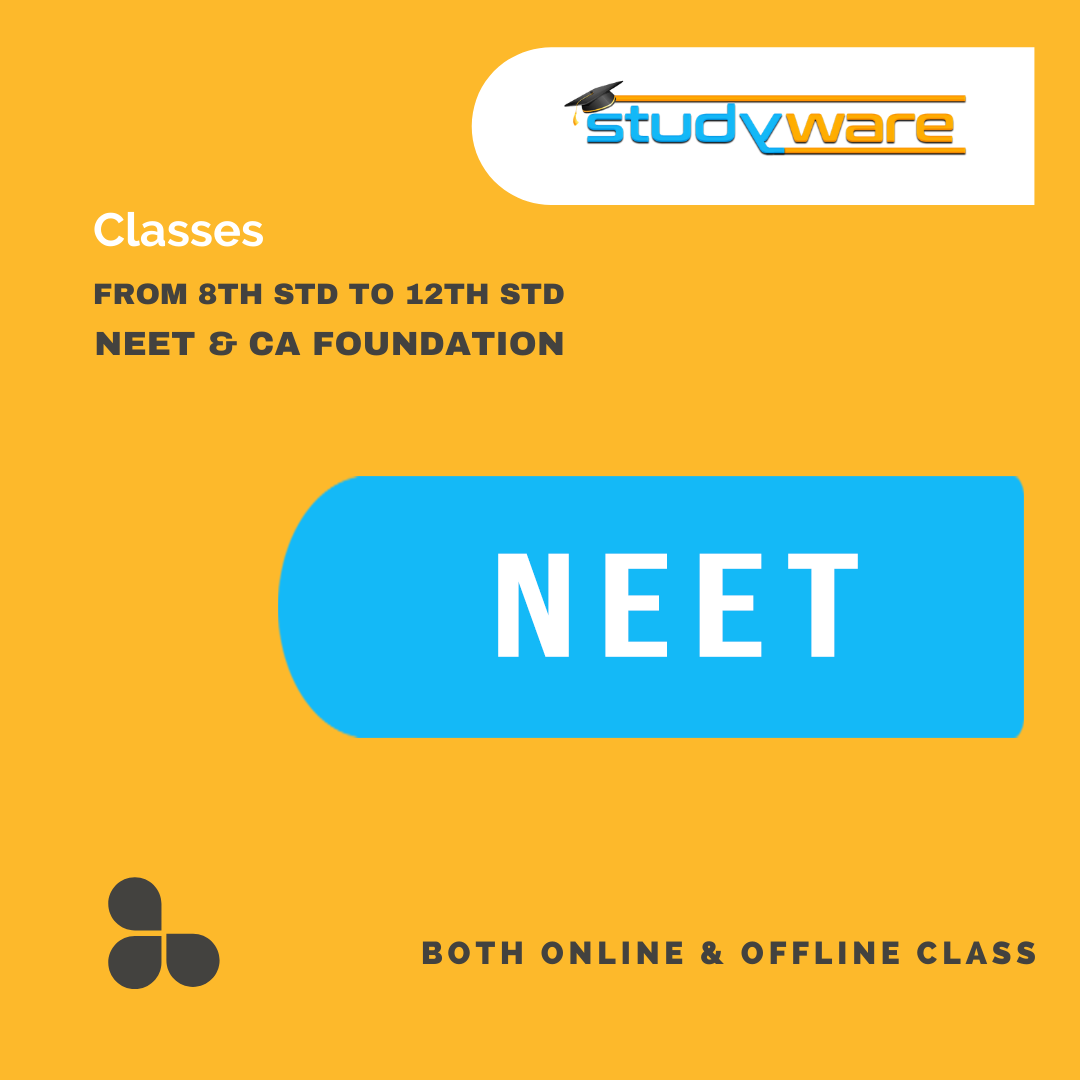 studyware
Classes
FROM 8TH STD TO 12TH STD
NEET & CA FOUNDATION
NEET
BOTH ONLINE & OFFLINE CLASS